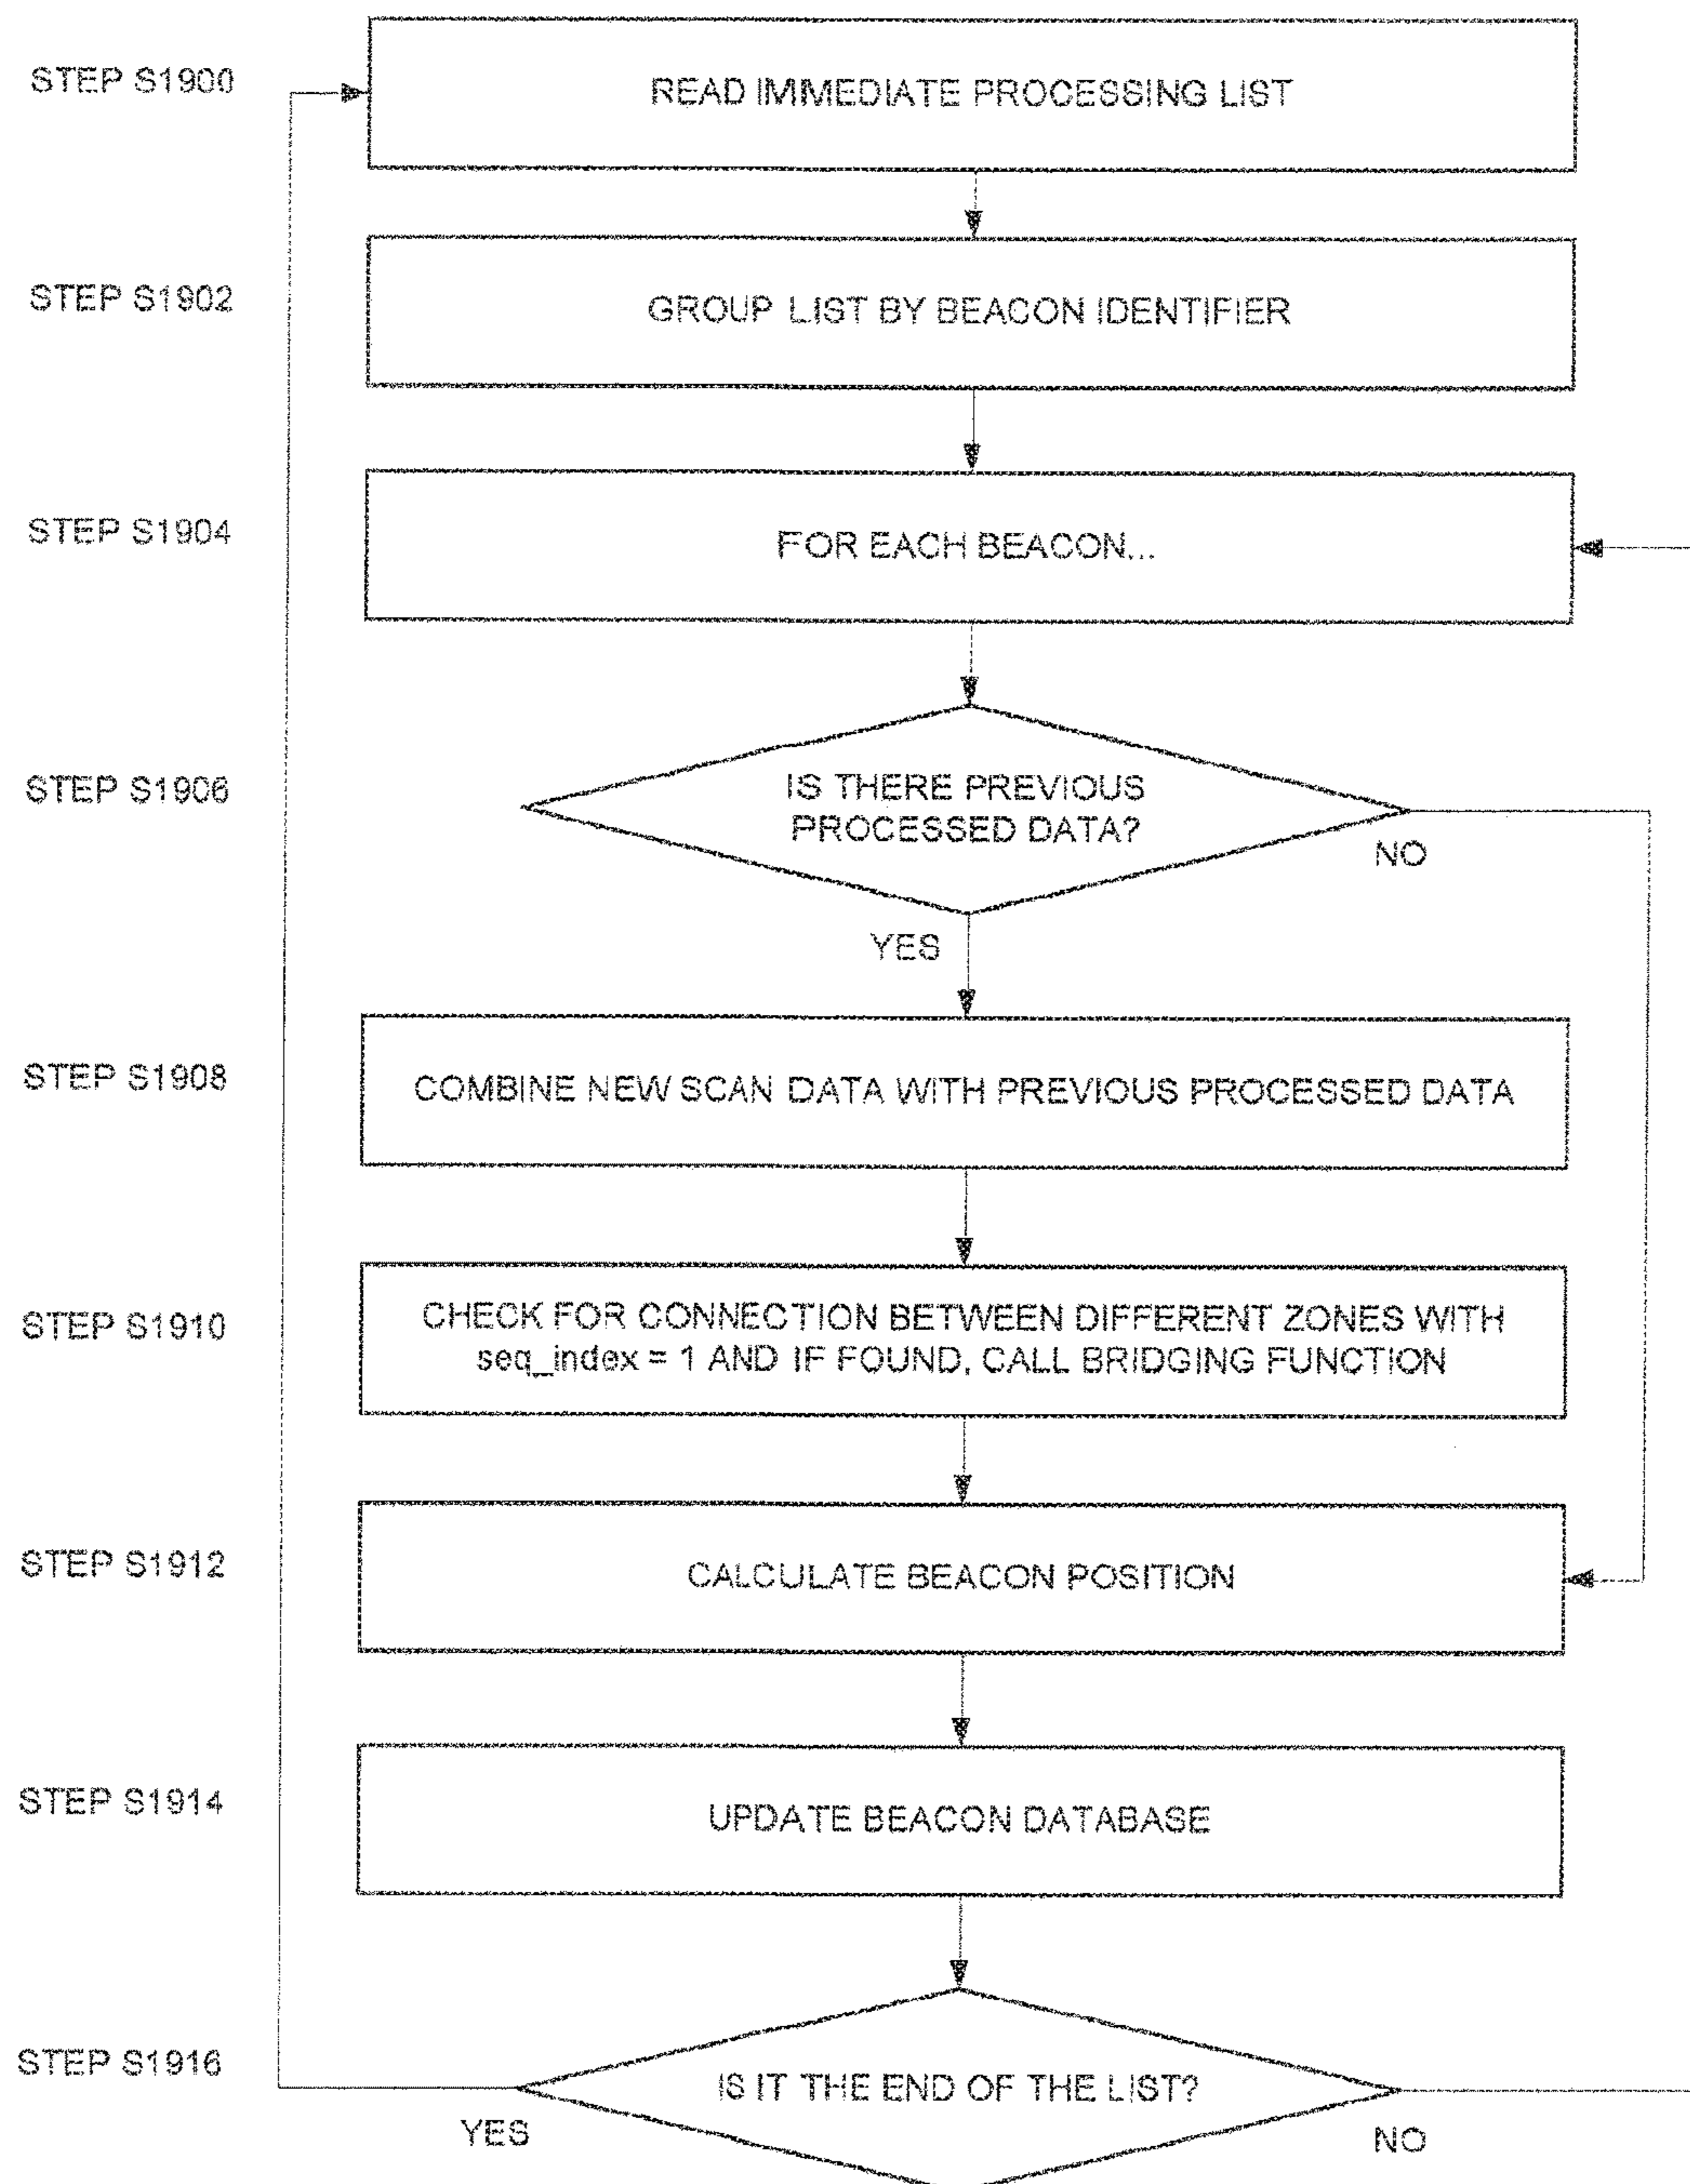 STEP S1900
READ IMMEDIATE PROCESSING LIST
STEP S1902
GROUP LIST BY BEACON IDENTIFIER
STEP S1904
FOR EACH BEACON...
STEP S1906
IS THERE PREVIOUS
PROCESSED DATA?
NO
YES
STEP S1908
COMBINE NEW SCAN DATA WITH PREVIOUS PROCESSED DATA
STEP S1910
CHECK FOR CONNECTION BETWEEN DIFFERENT ZONES WITH
seq_index = 1 AND IF FOUND, CALL BRIDGING FUNCTION
STEP S1912
CALCULATE BEACON POSITION
STEP S1914
UPDATE BEACON DATABASE
STEP S1916
IS IT THE END OF THE LIST?
YES
NO